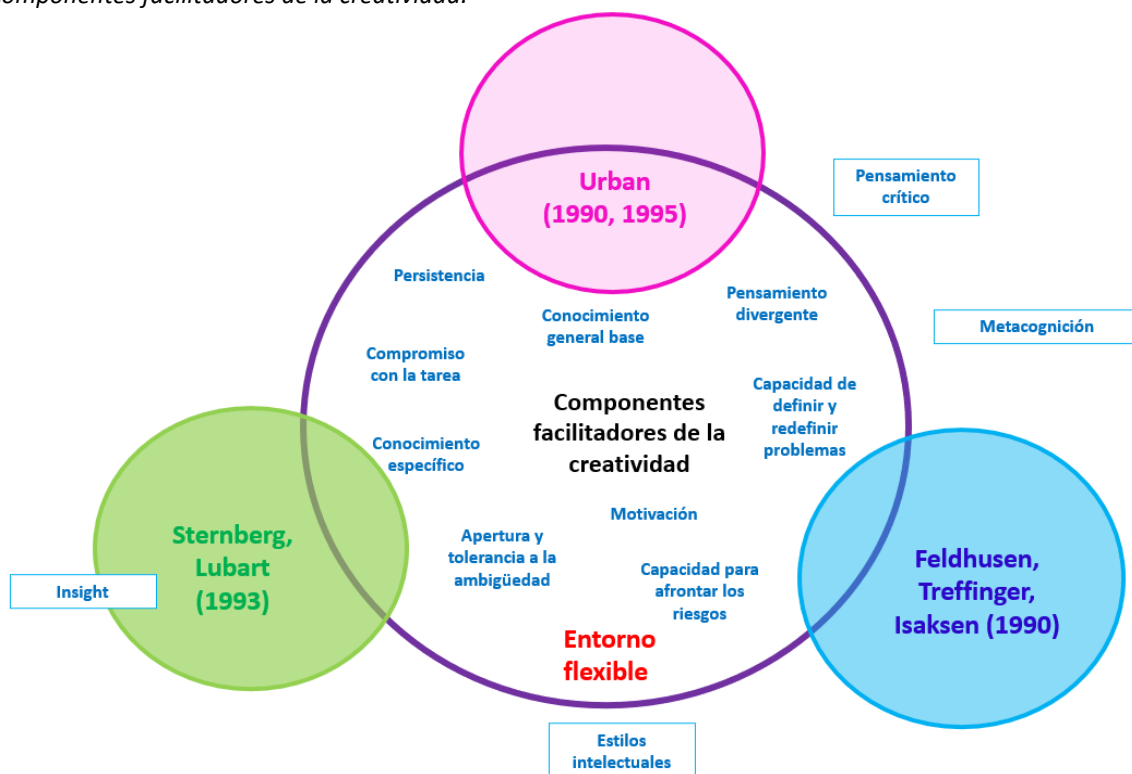 componentes facilitadores de la creatividad.
Urban
(1990, 1995)
Pensamiento
crítico
Persistencia
Pensamiento
divergente
Conocimiento
general base
Metacognición
Compromiso
con la tarea
Capacidad de
definir y
redefinir
problemas
Componentes
facilitadores de la
creatividad
Conocimiento
específico
Motivación
Apertura y
tolerancia a la
ambigüedad
Capacidad para
afrontar los
riesgos
Sternberg,
Lubart
(1993)
Insight
Feldhusen,
Treffinger,
Isaksen (1990)
Entorno
flexible
Estilos
intelectuales